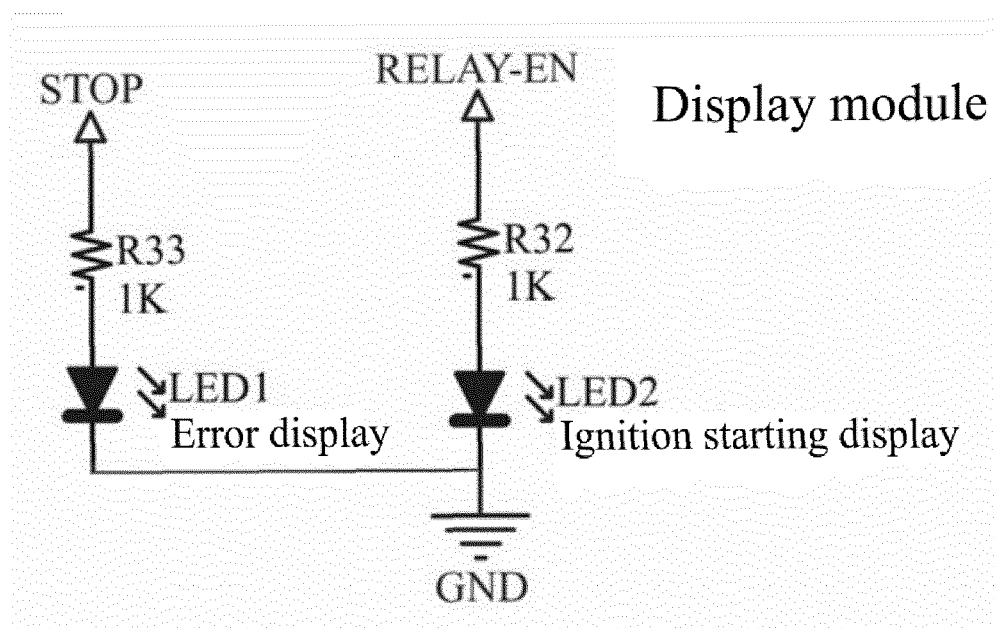 STOP
RELAY-EN
Display module
R33
1K
R32
1K
LED1
Error display
LED2
Ignition starting display
GND